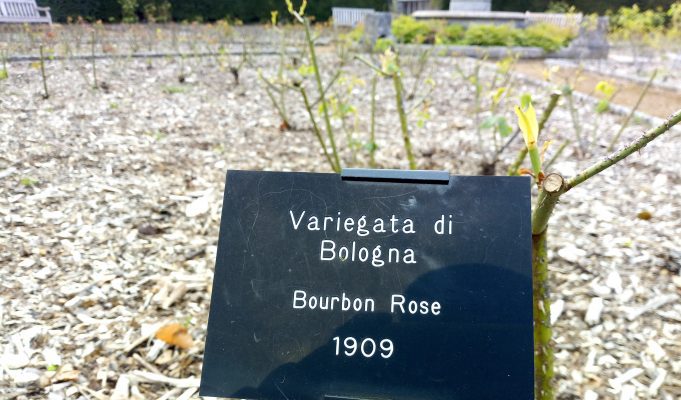 Variegata di
Bologna
Bourbon Rose
1909